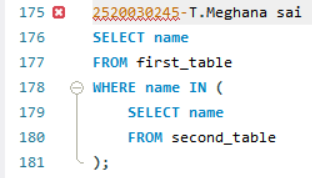 175 2520030245-T.Meghana sai
176 SELECT name
177 FROM first_table
178 WHERE name IN (
179 SELECT name
180 FROM second_table
181 );